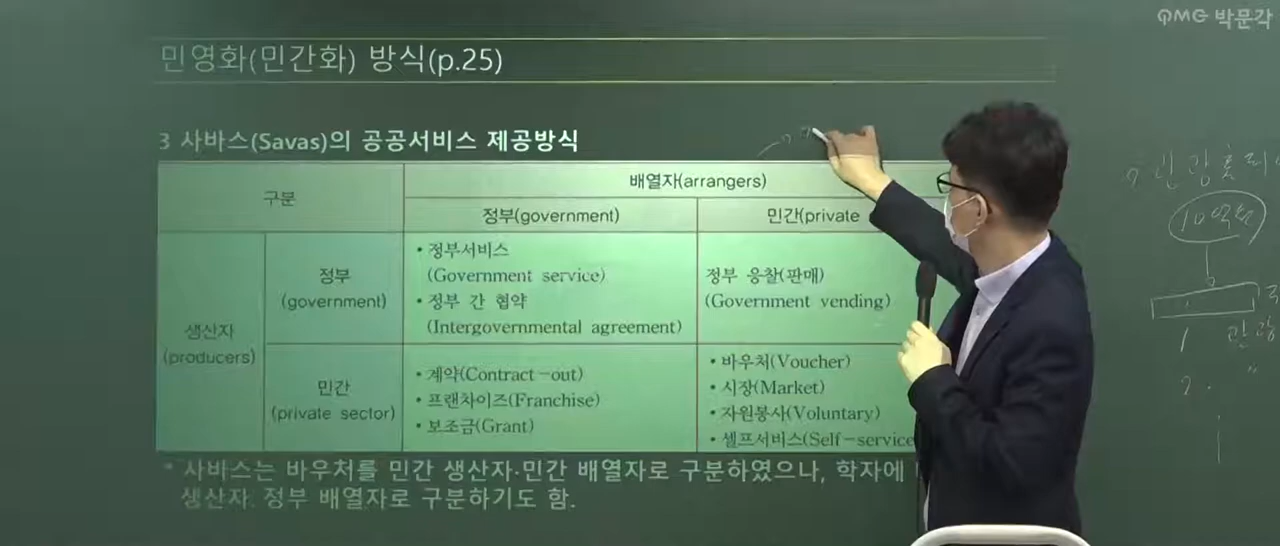 PMG 박문각
민영화(민간화) 방식(p.25)
3 사바스(Savas)의 공공서비스 제공방식
구분
배열자(arrangers)
정부(government)
민간(private
생산자
(producers)
정부
(government)
• 정부서비스
(Government service)
• 정부 간 협약
(Intergovernmental agreement)
정부 응찰(판매)
(Government vending)
민간
(private sector)
• 계약(Contract-out)
• 프랜차이즈(Franchise)
• 보조금(Grant)
• 바우처(Voucher)
• 시장(Market)
• 자원봉사(Voluntary)
• 셀프서비스(Self-service
* 사바스는 바우처를 민간 생산자·민간 배열자로 구분하였으나, 학자에
생산자· 정부 배열자로 구분하기도 함.
1 관광
2. "